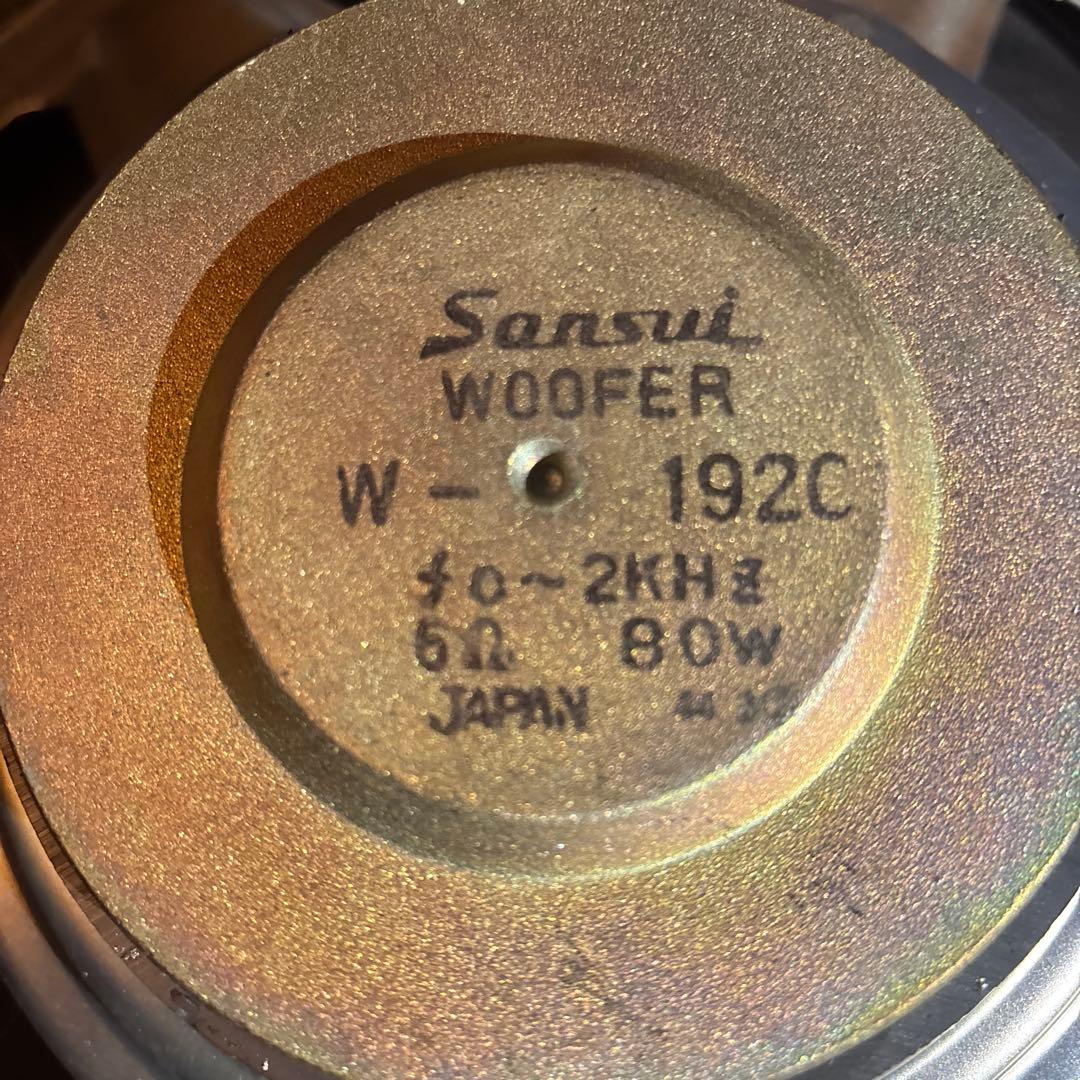 Sansui
WOOFER
W - 192C
fo ~ 2KHz
6Ω 80W
JAPAN